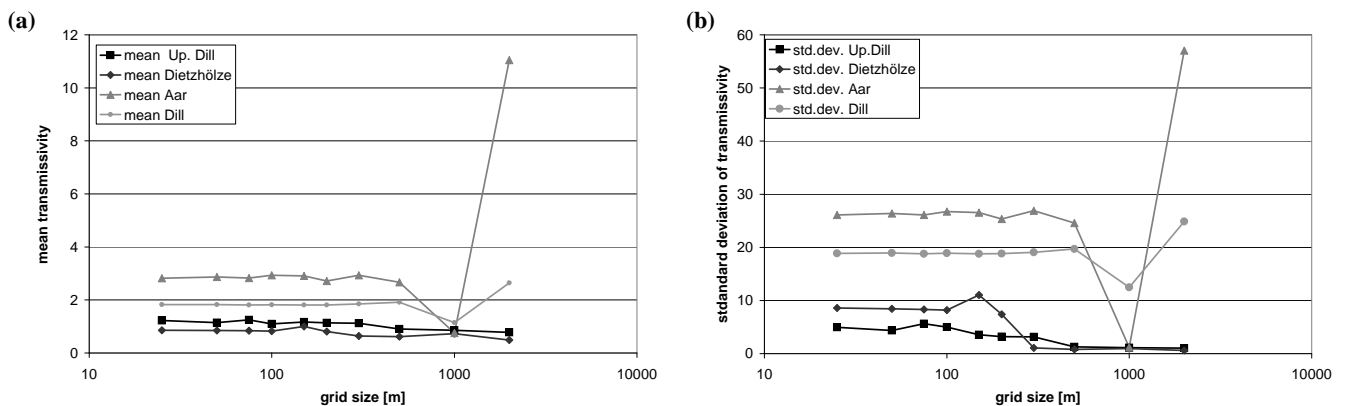 (a)
12
10
8
6
4
2
0
mean transmissivity
mean Up. Dill
mean Dietzhölze
mean Aar
mean Dill
10
100
1000
10000
grid size [m]
(b)
60
50
40
30
20
10
0
stdandard deviation of transmissivity
std.dev. Up.Dill
std.dev. Dietzhölze
std.dev. Aar
std.dev. Dill
10
100
1000
10000
grid size [m]